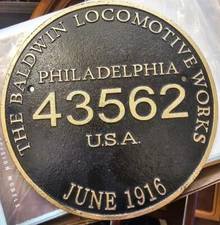 THE BALDWIN LOCOMOTIVE WORKS
PHILADELPHIA
43562
U.S.A.
JUNE 1916